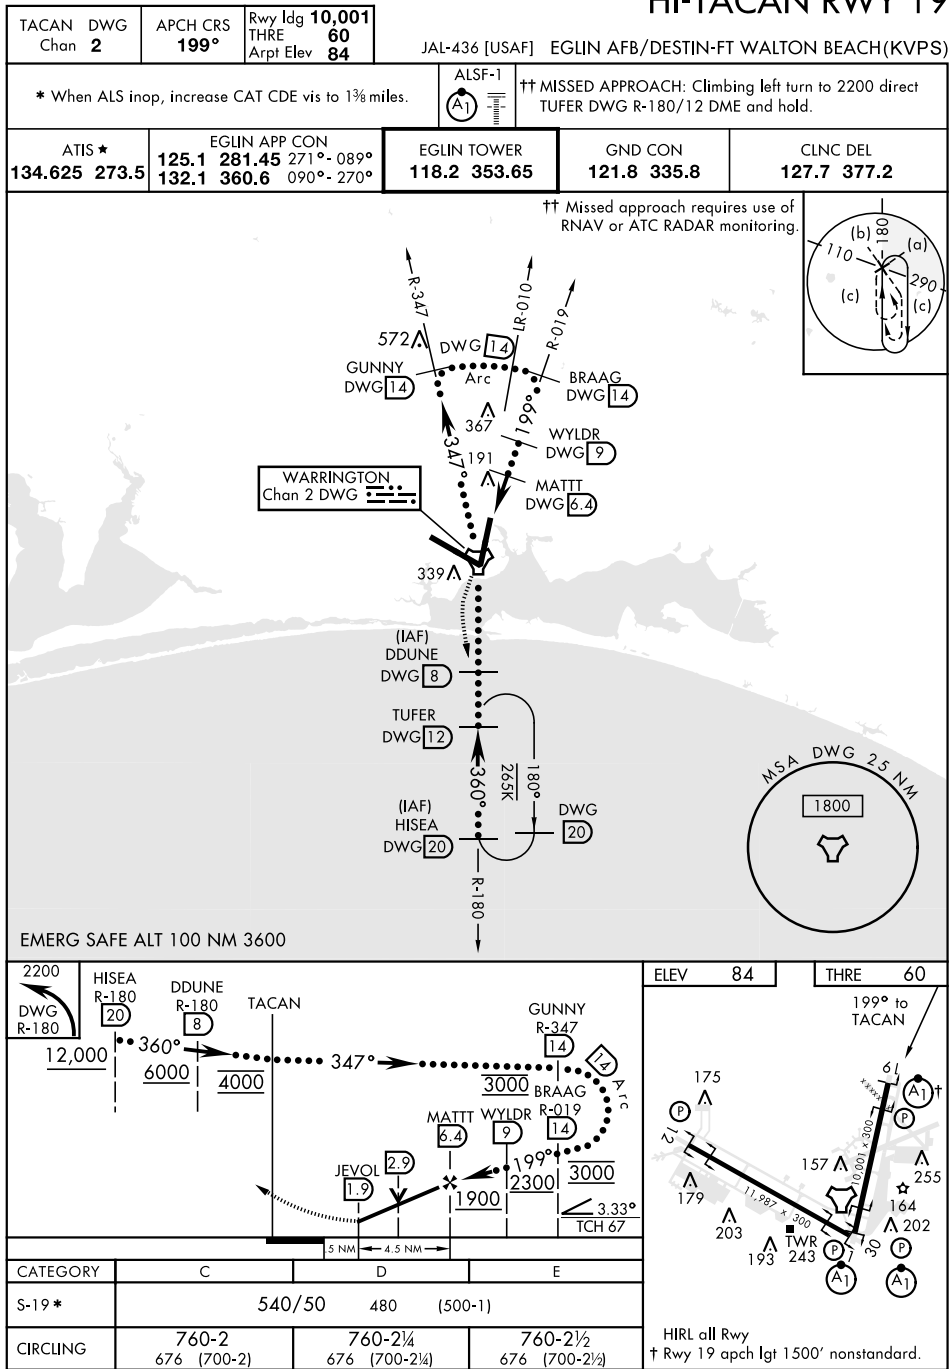 HI-TACAN RWY 19
TACAN DWG
Chan 2
APCH CRS
199°
Rwy ldg 10,001
THRE 60
Arpt Elev 84
JAL-436 [USAF] EGLIN AFB/DESTIN-FT WALTON BEACH(KVPS)
* When ALS inop, increase CAT CDE vis to 1⅜ miles.
ALSF-1
A1
†† MISSED APPROACH: Climbing left turn to 2200 direct
TUFER DWG R-180/12 DME and hold.
ATIS ★
134.625 273.5
EGLIN APP CON
125.1 281.45 271°- 089°
132.1 360.6 090°- 270°
EGLIN TOWER
118.2 353.65
GND CON
121.8 335.8
CLNC DEL
127.7 377.2
†† Missed approach requires use of
RNAV or ATC RADAR monitoring.
(b)
180
(a)
110
290
(c)
(c)
R-347
LR-010
R-019
572
DWG 14
Arc
GUNNY
DWG 14
BRAAG
DWG 14
367
199°
WYLDR
DWG 9
347°
191
MATTT
DWG 6.4
WARRINGTON
Chan 2 DWG
339
(IAF)
DDUNE
DWG 8
TUFER
DWG 12
360°
265K
180°
(IAF)
HISEA
DWG 20
DWG
20
R-180
MSA DWG 25 NM
1800
EMERG SAFE ALT 100 NM 3600
2200
DWG
R-180
HISEA
R-180
20
DDUNE
R-180
8
TACAN
GUNNY
R-347
14
14 Arc
12,000
360°
6000
4000
347°
3000
BRAAG
R-019
14
MATTT
6.4
WYLDR
9
JEVOL
1.9
2.9
199°
1900
2300
3000
3.33°
TCH 67
.5 NM
4.5 NM
CATEGORY C D E
S-19* 540/50 480 (500-1)
CIRCLING
760-2
676 (700-2)
760-2¼
676 (700-2¼)
760-2½
676 (700-2½)
ELEV 84
THRE 60
199° to
TACAN
19
A1 †
P
175
P
12
10,001 x 300
157
255
164
202
179
11,987 x 300
203
193
TWR
243
P
1
30
P
A1
A1
HIRL all Rwy
† Rwy 19 apch lgt 1500' nonstandard.